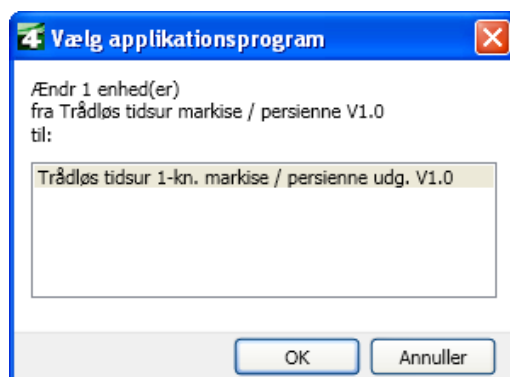 4 Vælg applikationsprogram
Ændr 1 enhed(er)
fra Trådløs tidsur markise / persienne V1.0
til:
Trådløs tidsur 1-kn. markise / persienne udg. V1.0
OK Annuller